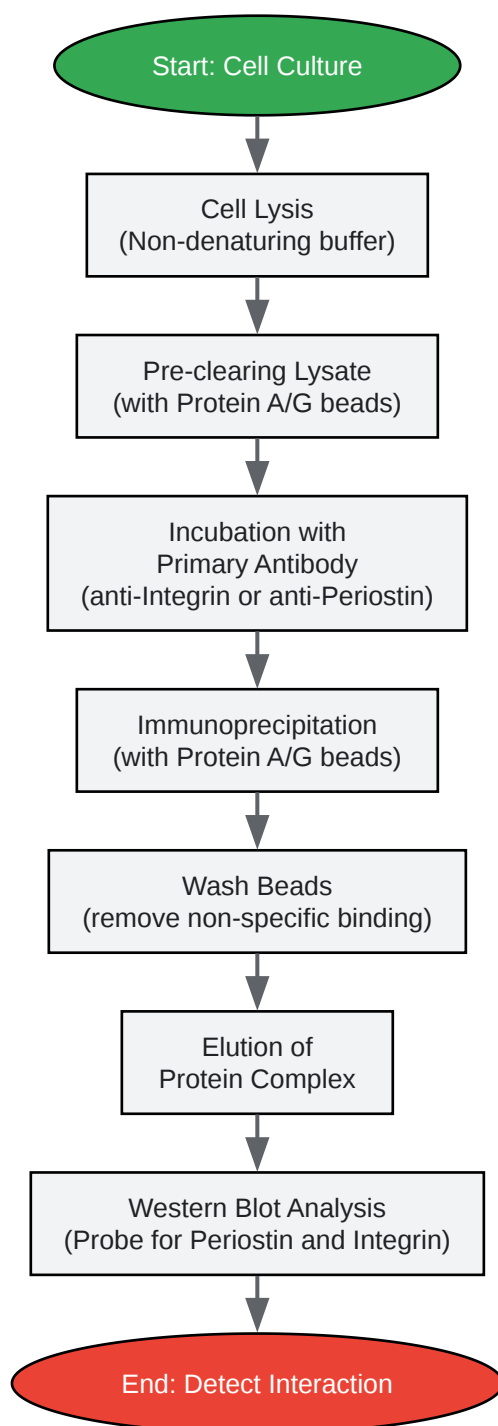 Start: Cell Culture
Cell Lysis
(Non-denaturing buffer)
Pre-clearing Lysate
(with Protein A/G beads)
Incubation with
Primary Antibody
(anti-Integrin or anti-Periostin)
Immunoprecipitation
(with Protein A/G beads)
Wash Beads
(remove non-specific binding)
Elution of
Protein Complex
Western Blot Analysis
(Probe for Periostin and Integrin)
End: Detect Interaction